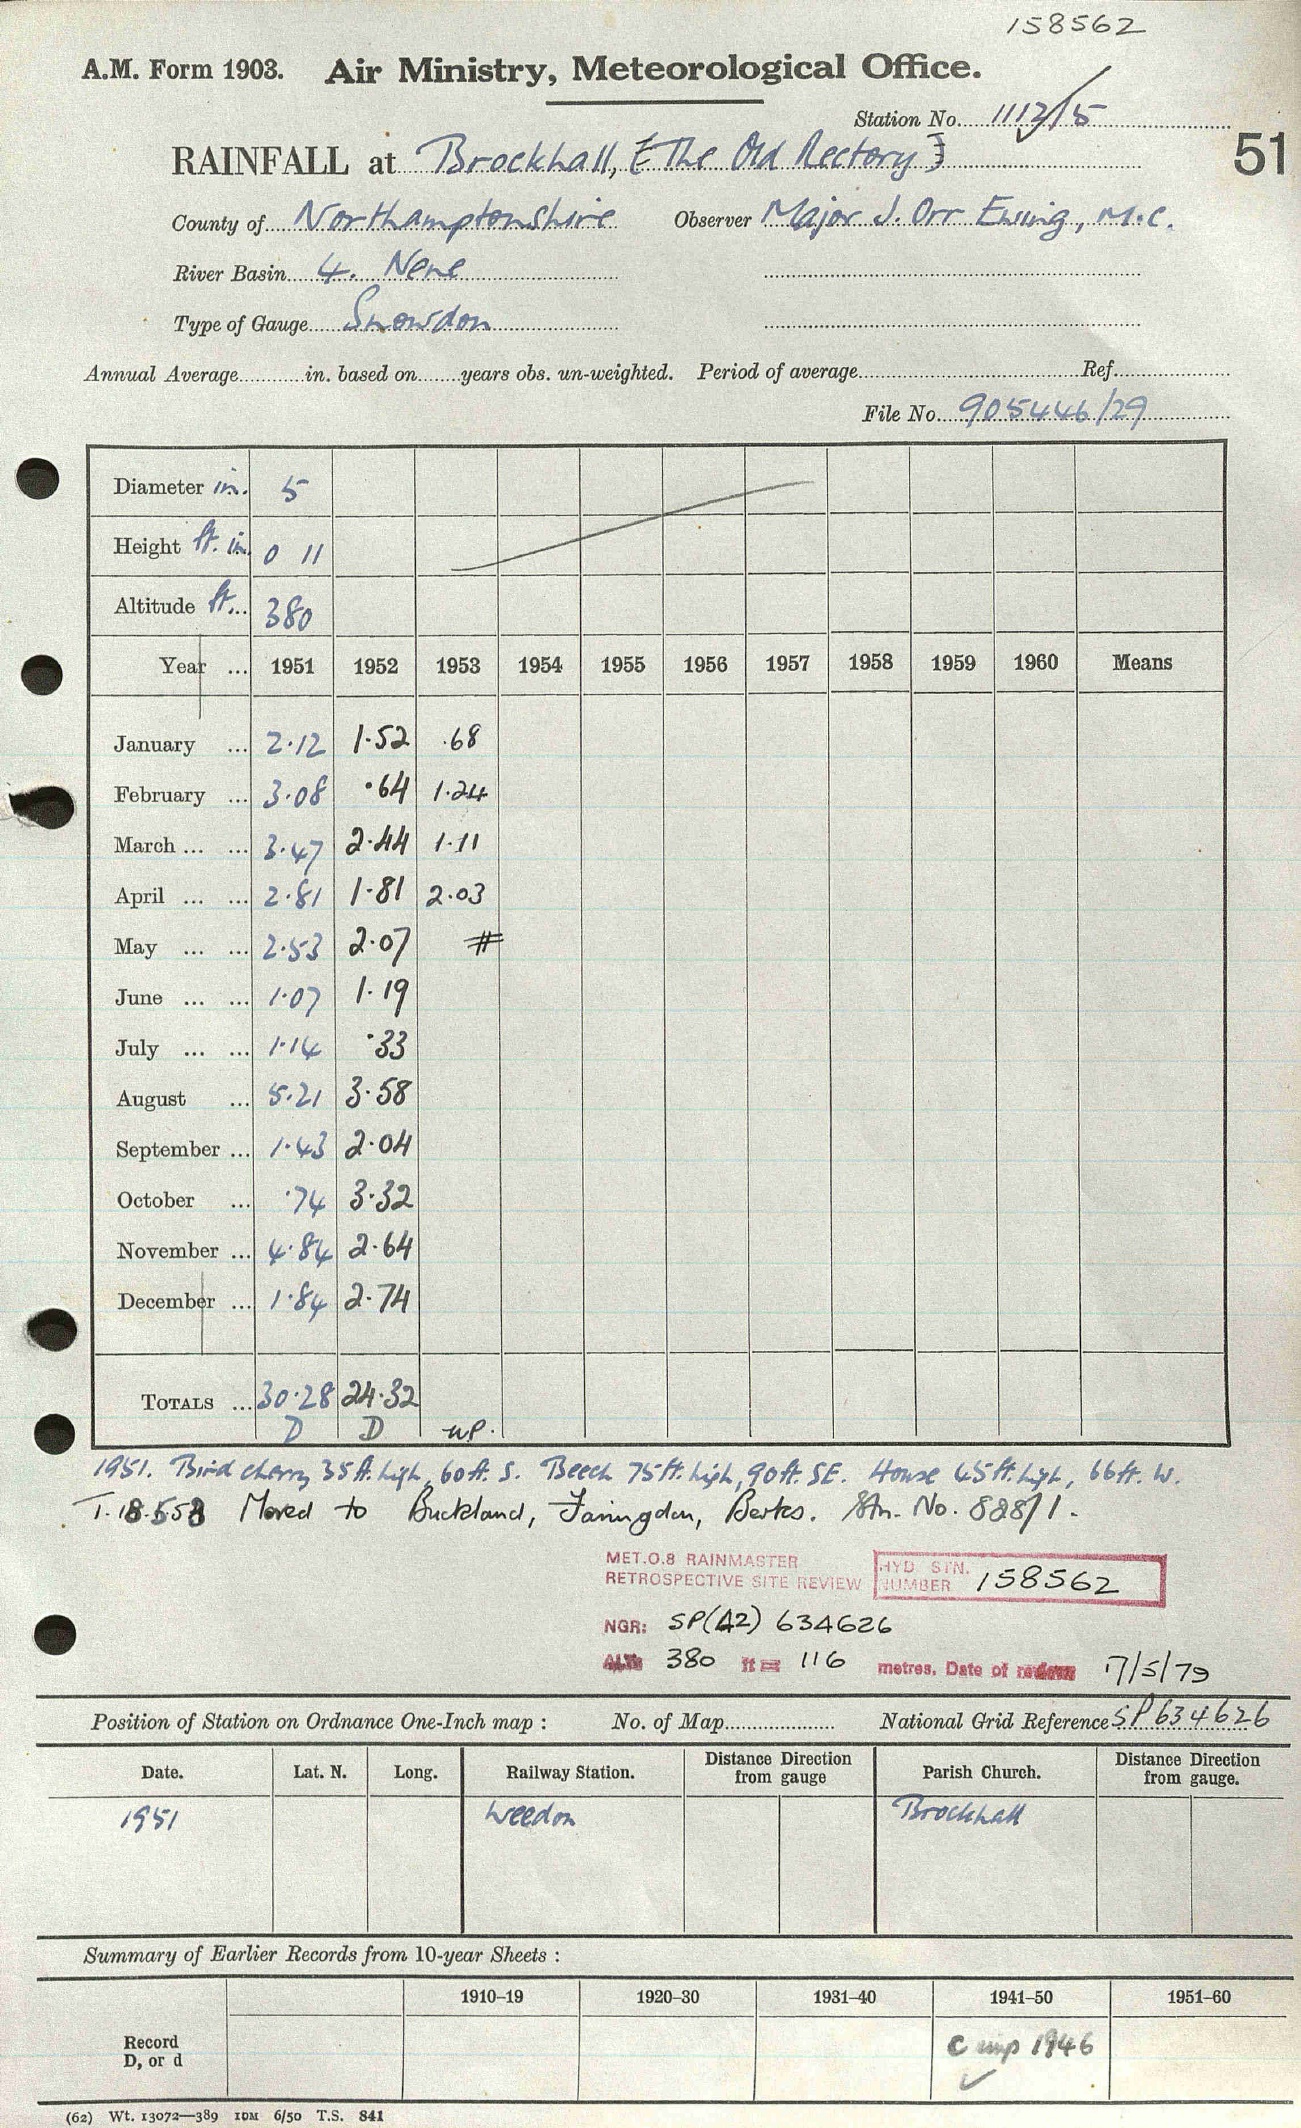 158562
A.M. Form 1903. Air Ministry, Meteorological Office.
Station No. 1112/15
RAINFALL at Brockhall, [The Old Rectory]
51
County of Northamptonshire Observer Major J. Orr Ewing, M.C.
River Basin 4. Nene
Type of Gauge Snowdon
Annual Average............in. based on.......years obs. un-weighted. Period of average........................Ref.............
File No. 905446/29
Diameter in. 5
Height ft. in. 0 11
Altitude ft... 380
Year ... 1951 1952 1953 1954 1955 1956 1957 1958 1959 1960 Means
January ... 2.12 1.52 .68
February ... 3.08 .64 1.24
March ... ... 3.47 2.44 1.11
April ... ... 2.81 1.81 2.03
May ... ... 2.53 2.07 #
June ... ... 1.07 1.19
July ... ... 1.14 .33
August ... 5.21 3.58
September ... 1.43 2.04
October ... .74 3.32
November ... 4.84 2.64
December ... 1.84 2.74
TOTALS ... 30.28 24.32
D D
1951. Bird cherry 35ft. high, 60ft. S. Beech 75ft. high, 90ft. SE. House 45ft. high, 66ft. W.
Moved to Buckland, Faringdon, Berks. Stn. No. 828/1.
MET.O.8 RAINMASTER
RETROSPECTIVE SITE REVIEW
HYD STN.
NUMBER 158562
NGR: SP(42) 634626
ALT: 380 ft = 116 metres. Date of review 17/5/79
Position of Station on Ordnance One-Inch map : No. of Map................... National Grid Reference SP634626
Date. Lat. N. Long. Railway Station. Distance Direction from gauge Parish Church. Distance Direction from gauge.
1951 Weedon Brockhall
Summary of Earlier Records from 10-year Sheets :
1910–19 1920–30 1931–40 1941–50 1951–60
Record
D, or d
C 1946
(62) Wt. 13072—389 IDM 6/50 T.S. 841